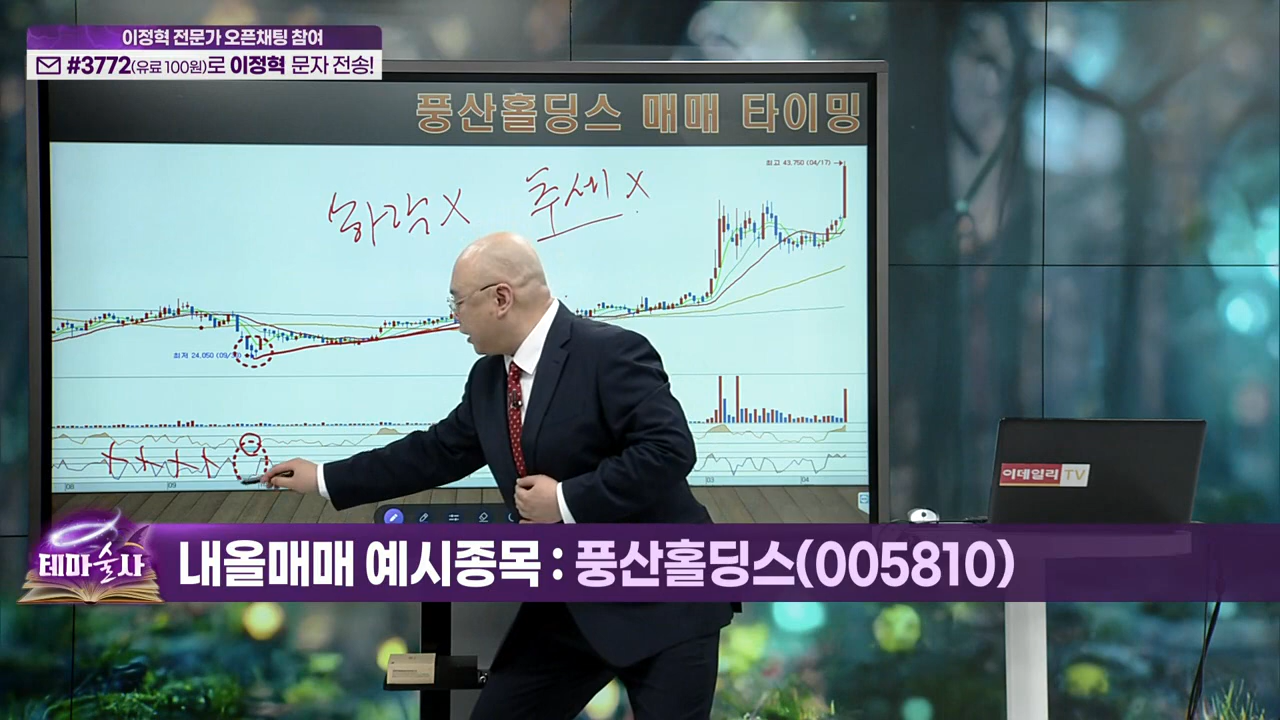 이정혁 전문가 오픈채팅 참여
#3772(유료 100원)로 이정혁 문자 전송!
풍산홀딩스 매매 타이밍
최고 43,750 (04/17)
하락X 추세X
최저 24,050
08 09 03 04
이데일리TV
테마술사
내올매매 예시종목 : 풍산홀딩스(005810)